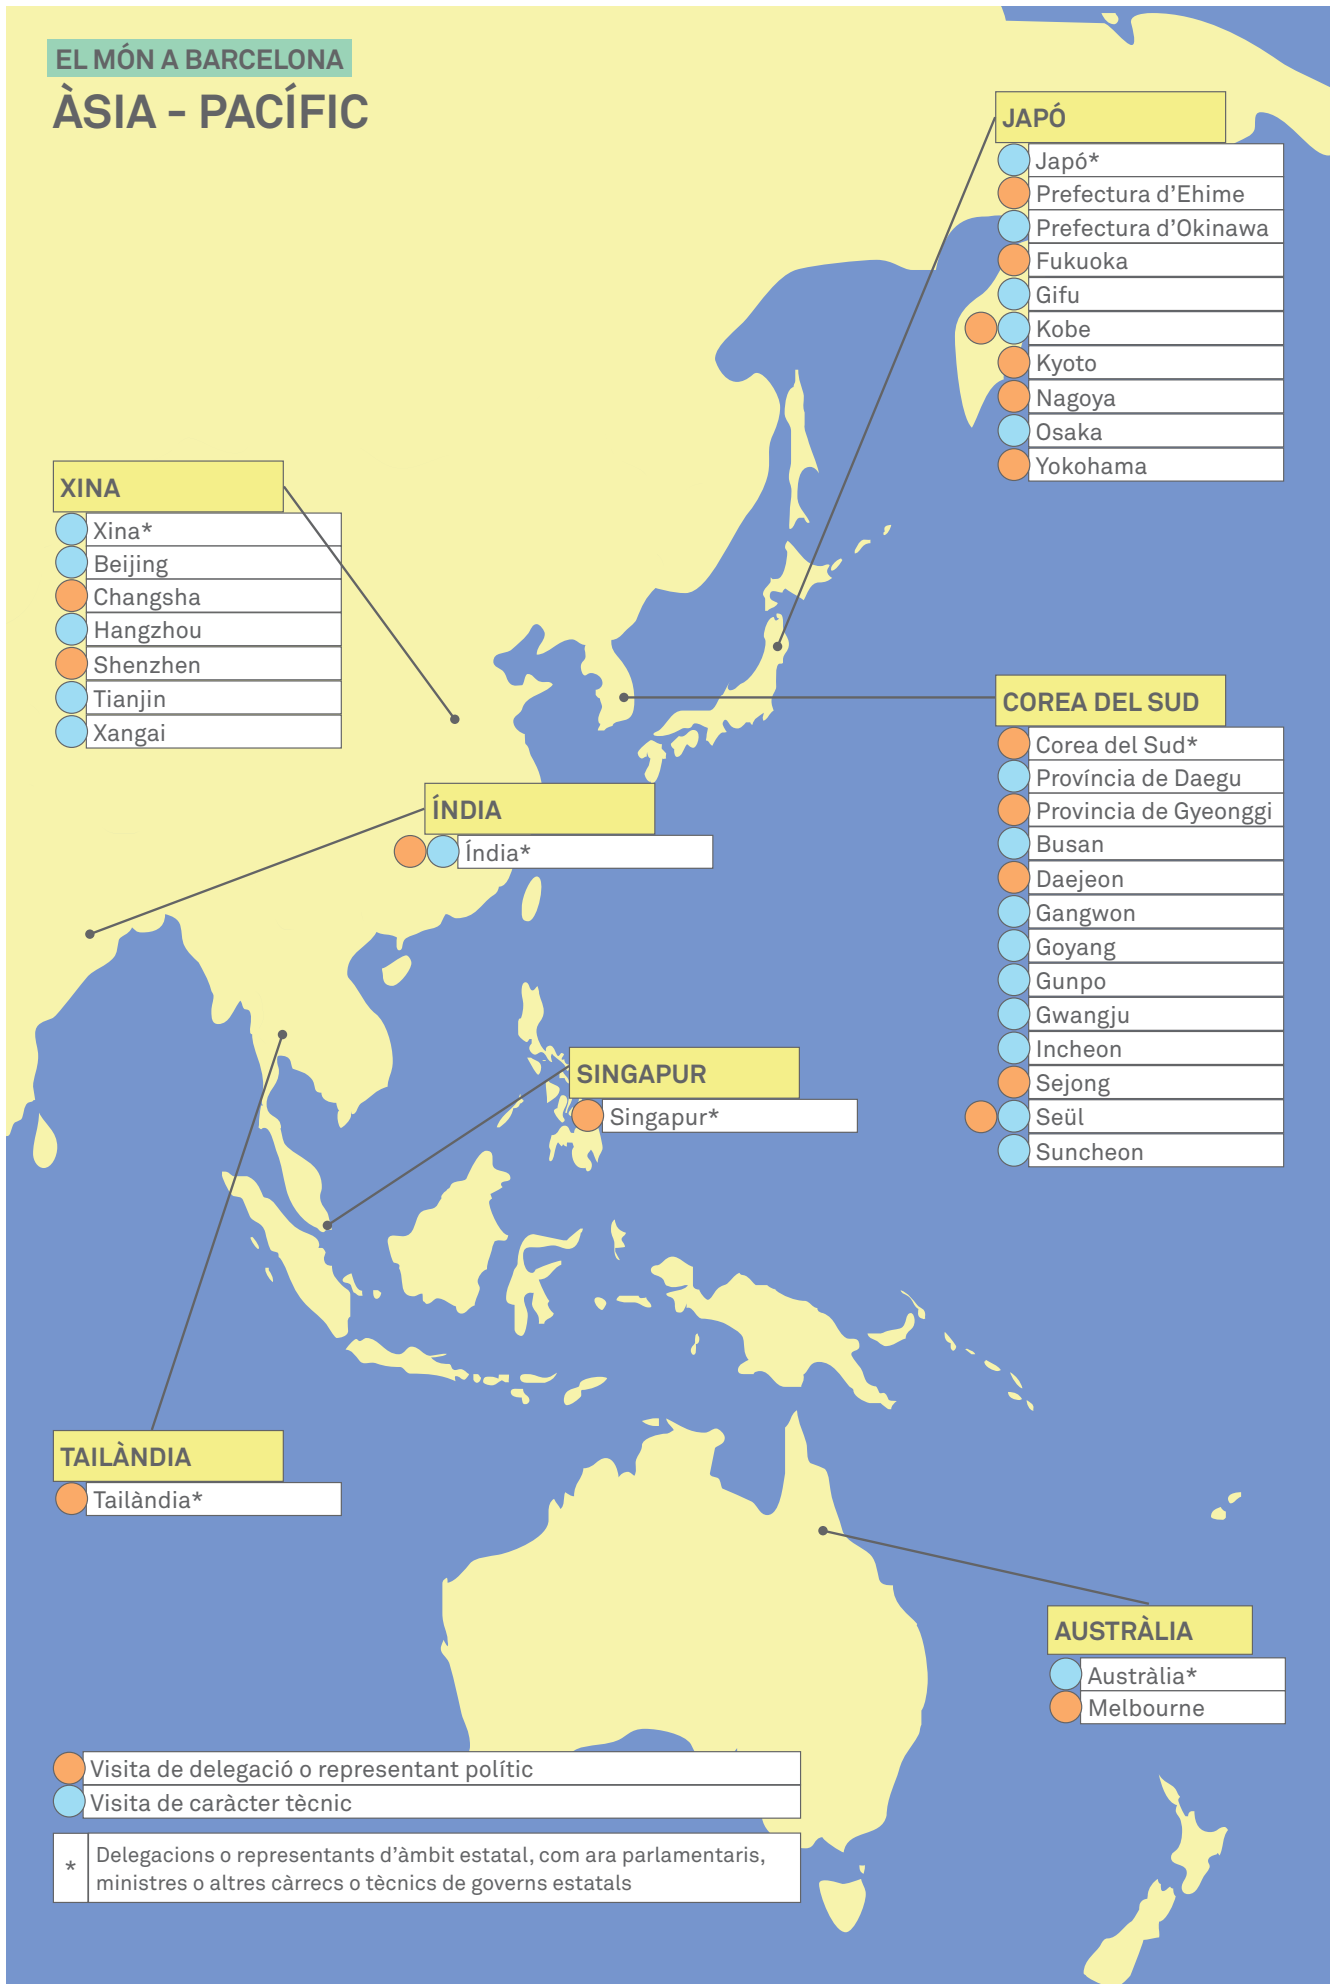 EL MÓN A BARCELONA
ÀSIA - PACÍFIC
JAPÓ
Japó*
Prefectura d'Ehime
Prefectura d'Okinawa
Fukuoka
Gifu
Kobe
Kyoto
Nagoya
Osaka
Yokohama
XINA
Xina*
Beijing
Changsha
Hangzhou
Shenzhen
Tianjin
Xangai
COREA DEL SUD
Corea del Sud*
Província de Daegu
Provincia de Gyeonggi
Busan
Daejeon
Gangwon
Goyang
Gunpo
Gwangju
Incheon
Sejong
Seül
Suncheon
ÍNDIA
Índia*
SINGAPUR
Singapur*
TAILÀNDIA
Tailàndia*
AUSTRÀLIA
Austràlia*
Melbourne
Visita de delegació o representant polític
Visita de caràcter tècnic
* Delegacions o representants d'àmbit estatal, com ara parlamentaris,
ministres o altres càrrecs o tècnics de governs estatals